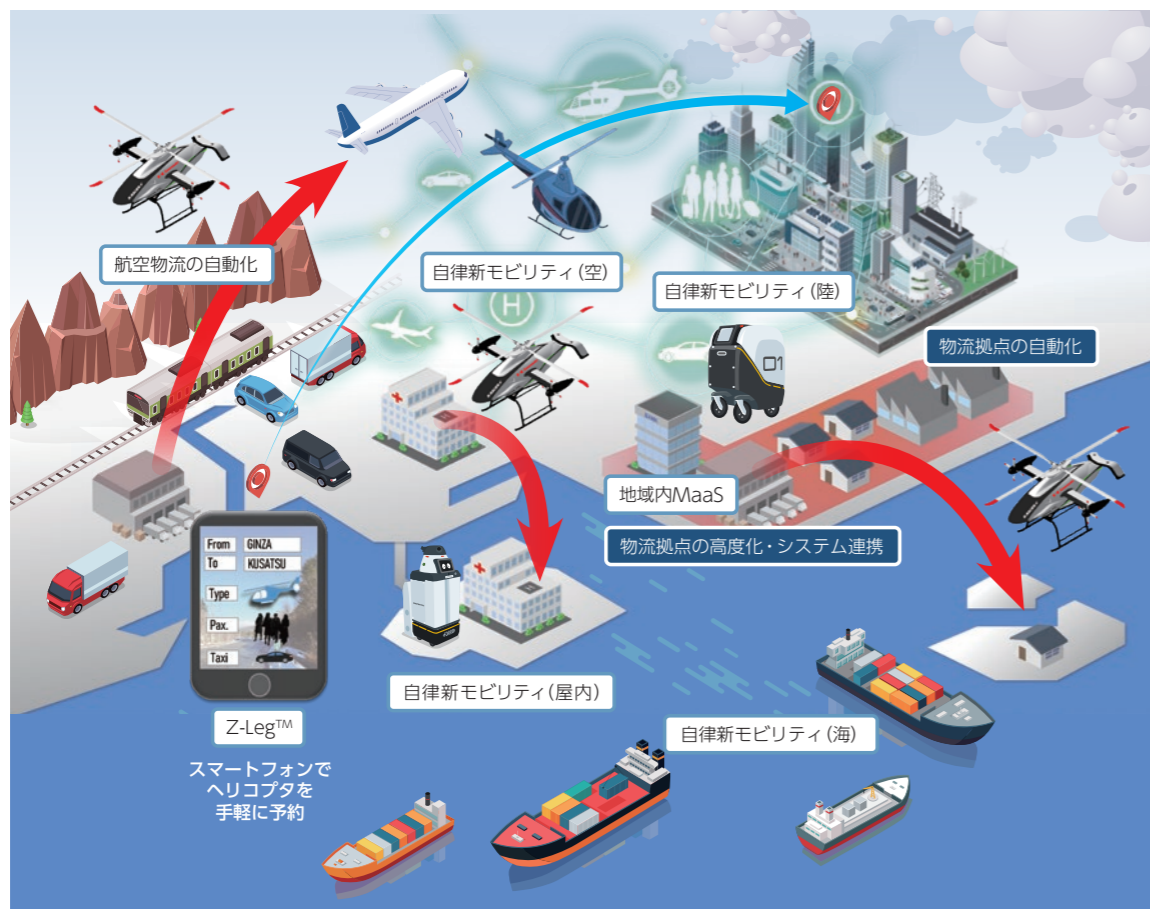 航空物流の自動化
自律新モビリティ(空)
自律新モビリティ(陸)
物流拠点の自動化
H
01
地域内MaaS
物流拠点の高度化・システム連携
From GINZA
To KUSATSU
Type
Pax.
Taxi
自律新モビリティ(屋内)
Z-Leg™
自律新モビリティ(海)
スマートフォンで
ヘリコプタを
手軽に予約